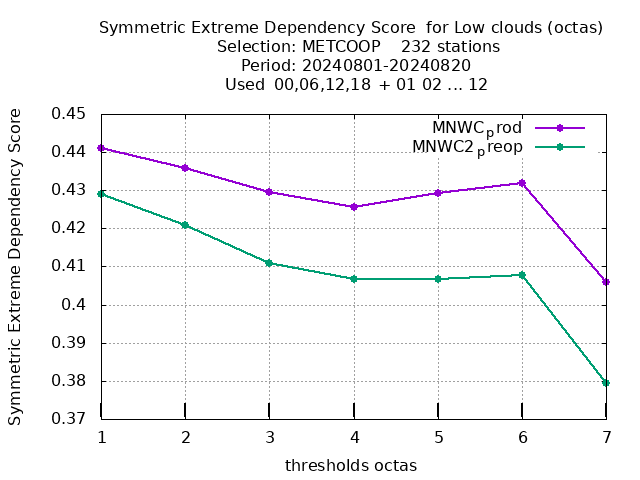 Symmetric Extreme Dependency Score  for Low clouds (octas)
Selection: METCOOP    232 stations
Period: 20240801-20240820
Used  00,06,12,18 + 01 02 ... 12
Symmetric Extreme Dependency Score
0.45
0.44
0.43
0.42
0.41
0.4
0.39
0.38
0.37
MNWCprod
MNWC2preop
1 2 3 4 5 6 7
thresholds octas